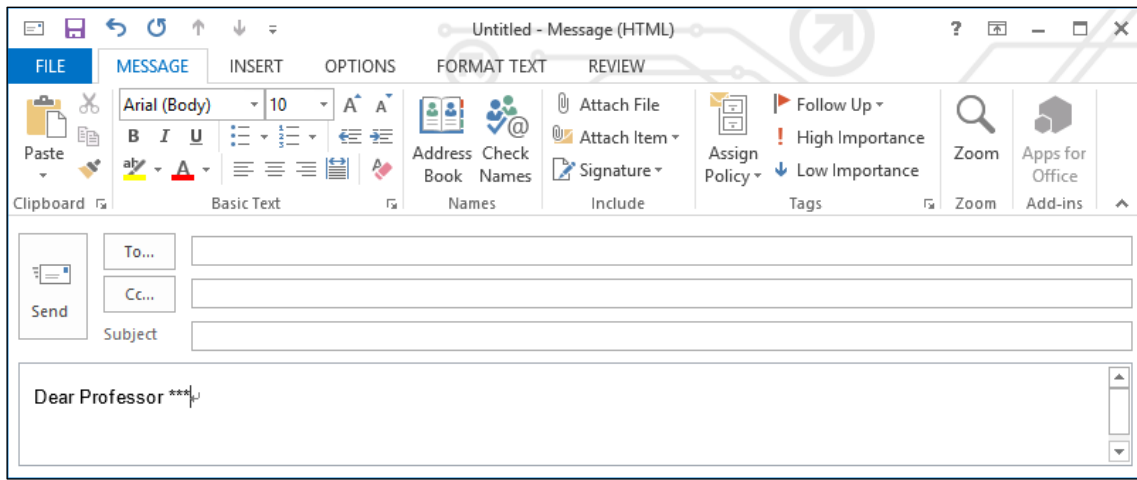 Untitled - Message (HTML) ?
FILE MESSAGE INSERT OPTIONS FORMAT TEXT REVIEW
Paste
Clipboard
Arial (Body) 10 A A
B I U
ab A
Basic Text
Address Book
Check Names
Names
Attach File
Attach Item
Signature
Include
Assign Policy
Follow Up
! High Importance
Low Importance
Tags
Zoom
Zoom
Apps for Office
Add-ins
Send
To...
Cc...
Subject
Dear Professor ***